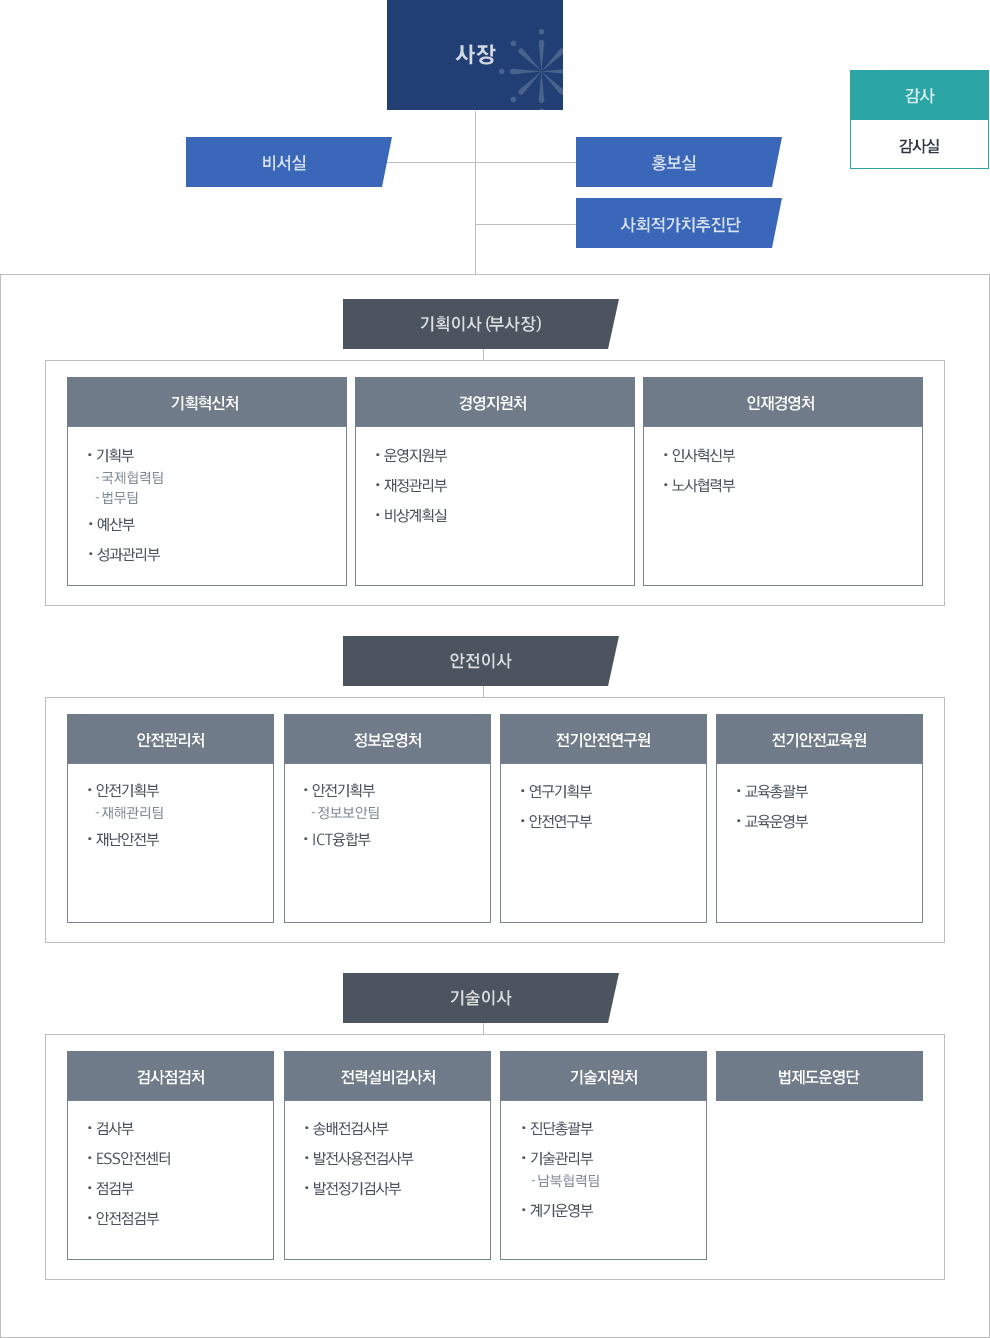 사장
감사
감사실
비서실
홍보실
사회적가치추진단
기획이사 (부사장)
기획혁신처
· 기획부
- 국제협력팀
- 법무팀
· 예산부
· 성과관리부
경영지원처
· 운영지원부
· 재정관리부
· 비상계획실
인재경영처
· 인사혁신부
· 노사협력부
안전이사
안전관리처
· 안전기획부
- 재해관리팀
· 재난안전부
정보운영처
· 안전기획부
- 정보보안팀
· ICT융합부
전기안전연구원
· 연구기획부
· 안전연구부
전기안전교육원
· 교육총괄부
· 교육운영부
기술이사
검사점검처
· 검사부
· ESS안전센터
· 점검부
· 안전점검부
전력설비검사처
· 송배전검사부
· 발전사용전검사부
· 발전정기검사부
기술지원처
· 진단총괄부
· 기술관리부
- 남북협력팀
· 계기운영부
법제도운영단